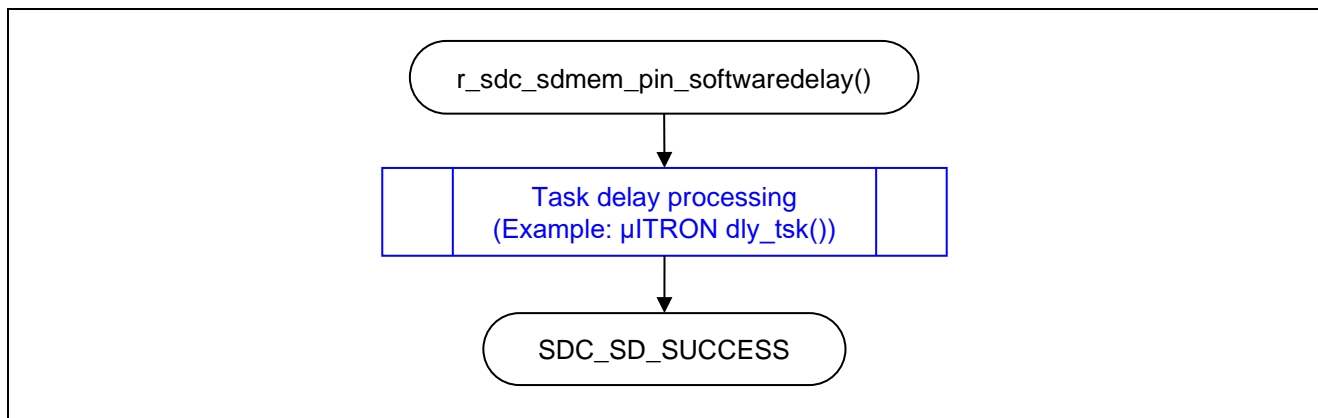 r_sdc_sdmem_pin_softwaredelay()
Task delay processing
(Example: µITRON dly_tsk())
SDC_SD_SUCCESS